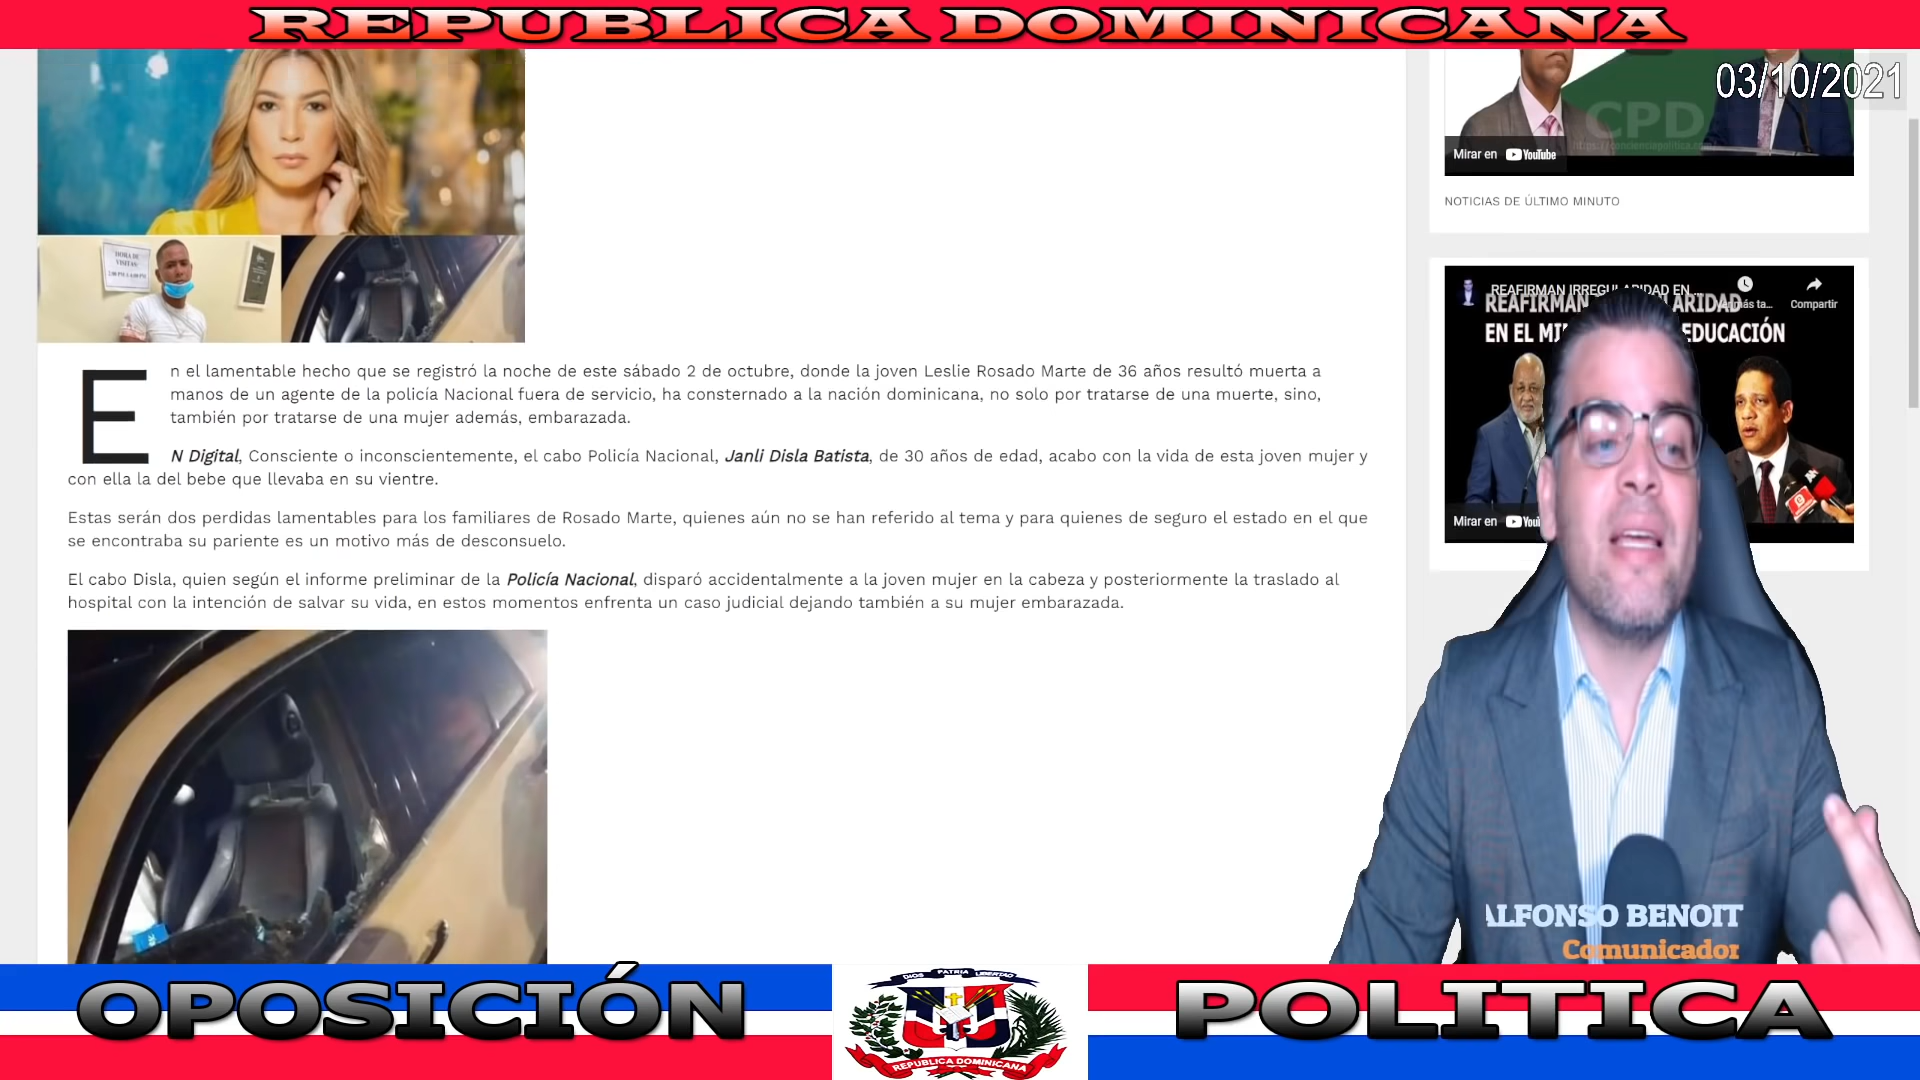 REPUBLICA DOMINICANA
03/10/2021
CPD
Mirar en YouTube
NOTICIAS DE ÚLTIMO MINUTO
HORA DE
VISITAS:
REAFIRMAN IRREGULARIDAD EN ...
Compartir
REAFIRMAN ARIDAD
EN EL MI EDUCACIÓN
Mirar en YouT
En el lamentable hecho que se registró la noche de este sábado 2 de octubre, donde la joven Leslie Rosado Marte de 36 años resultó muerta a
manos de un agente de la policía Nacional fuera de servicio, ha consternado a la nación dominicana, no solo por tratarse de una muerte, sino,
también por tratarse de una mujer además, embarazada.
N Digital, Consciente o inconscientemente, el cabo Policía Nacional, Janli Disla Batista, de 30 años de edad, acabo con la vida de esta joven mujer y
con ella la del bebe que llevaba en su vientre.
Estas serán dos perdidas lamentables para los familiares de Rosado Marte, quienes aún no se han referido al tema y para quienes de seguro el estado en el que
se encontraba su pariente es un motivo más de desconsuelo.
El cabo Disla, quien según el informe preliminar de la Policía Nacional, disparó accidentalmente a la joven mujer en la cabeza y posteriormente la traslado al
hospital con la intención de salvar su vida, en estos momentos enfrenta un caso judicial dejando también a su mujer embarazada.
ALFONSO BENOIT
Comunicador
OPOSICIÓN
DIOS PATRIA LIBERTAD
REPUBLICA DOMINICANA
POLITICA